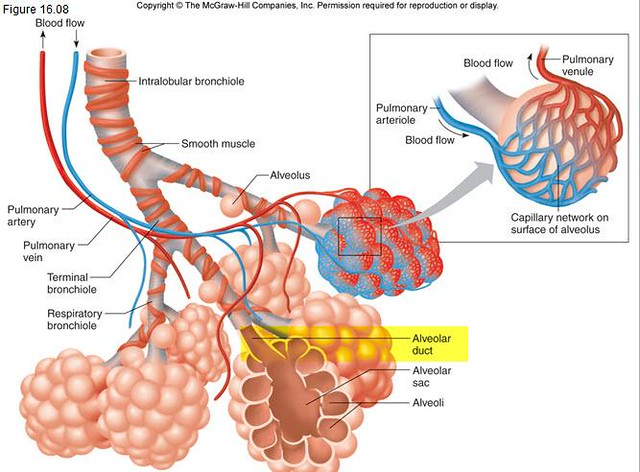 Figure 16.08
Copyright © The McGraw-Hill Companies, Inc. Permission required for reproduction or display.
Blood flow
Intralobular bronchiole
Smooth muscle
Alveolus
Pulmonary
artery
Pulmonary
vein
Terminal
bronchiole
Respiratory
bronchiole
Blood flow
Pulmonary
venule
Pulmonary
arteriole
Blood flow
Capillary network on
surface of alveolus
Alveolar
duct
Alveolar
sac
Alveoli